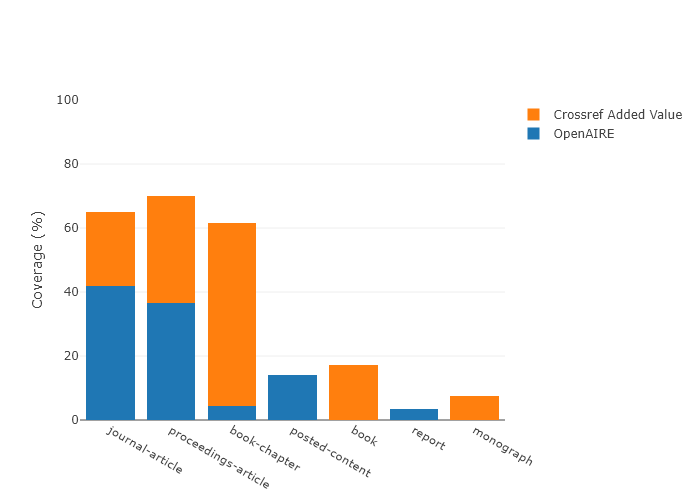 100
80
60
40
20
0
Coverage (%)
journal-article
proceedings-article
book-chapter
posted-content
book
report
monograph
Crossref Added Value
OpenAIRE